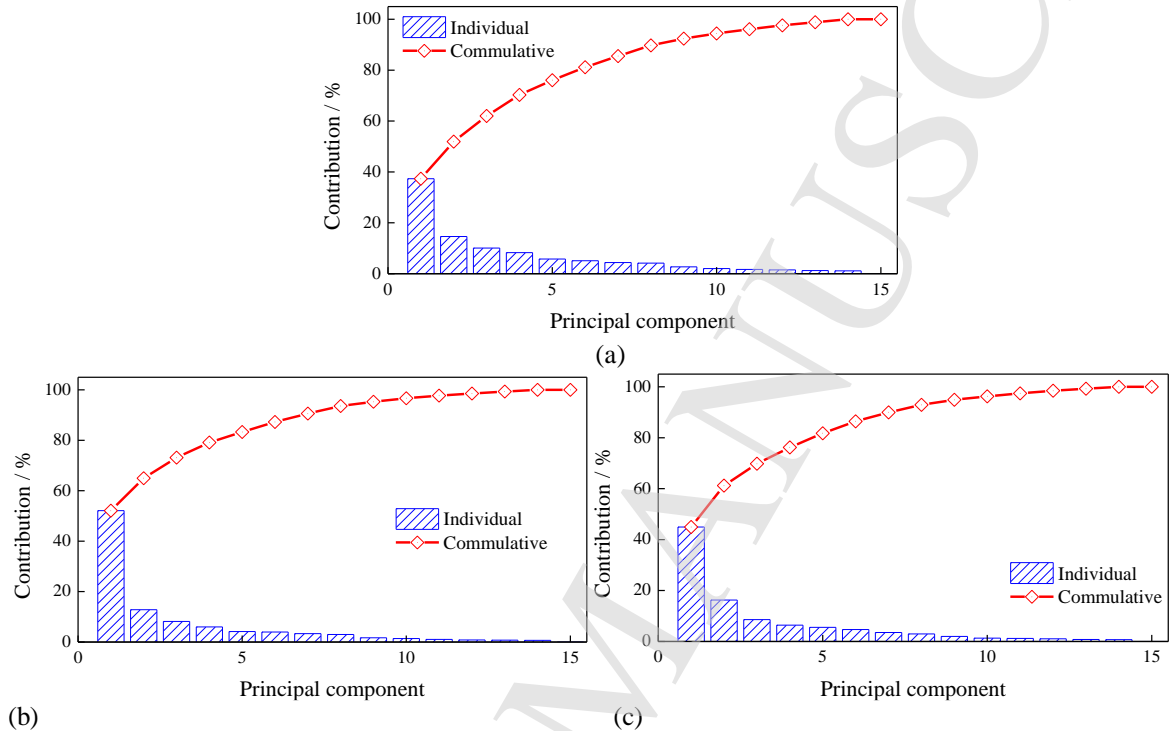 100
80
60
40
20
0
Contribution / %
Individual
Commulative
0 5 10 15
Principal component
(a)
100
80
60
40
20
0
Contribution / %
Individual
Commulative
0 5 10 15
Principal component
(b)
100
80
60
40
20
0
Contribution / %
Individual
Commulative
0 5 10 15
Principal component
(c)
MANUSC